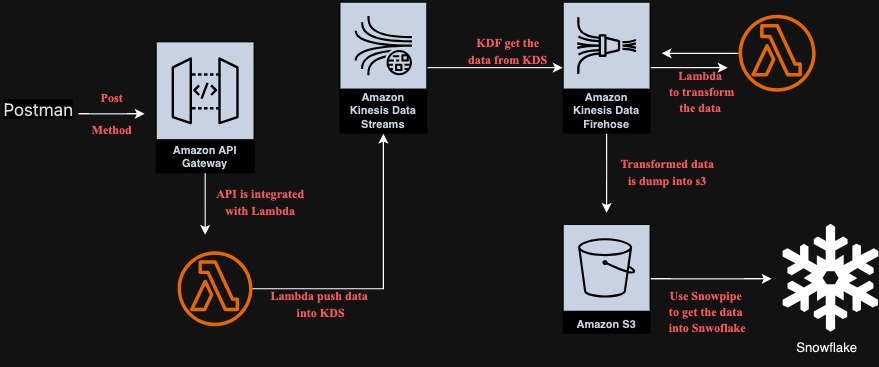 Postman
Post
Method
Amazon API
Gateway
API is integrated
with Lambda
Lambda push data
into KDS
Amazon
Kinesis Data
Streams
KDF get the
data from KDS
Amazon
Kinesis Data
Firehose
Lambda
to transform
the data
Transformed data
is dump into s3
Amazon S3
Use Snowpipe
to get the data
into Snwoflake
Snowflake